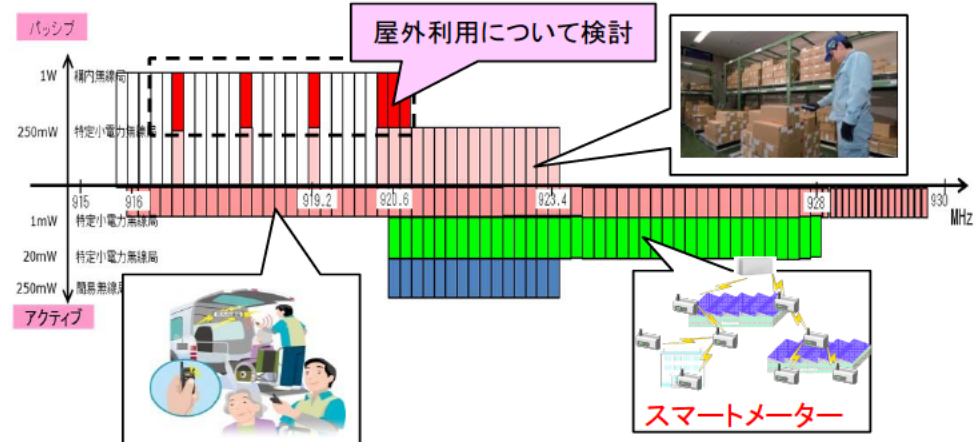 パッシブ
屋外利用について検討
1W 構内無線局
250mW 特定小電力無線局
915 916 919.2 920.6 923.4 928 930
MHz
1mW 特定小電力無線局
20mW 特定小電力無線局
250mW 簡易無線局
アクティブ
スマートメーター